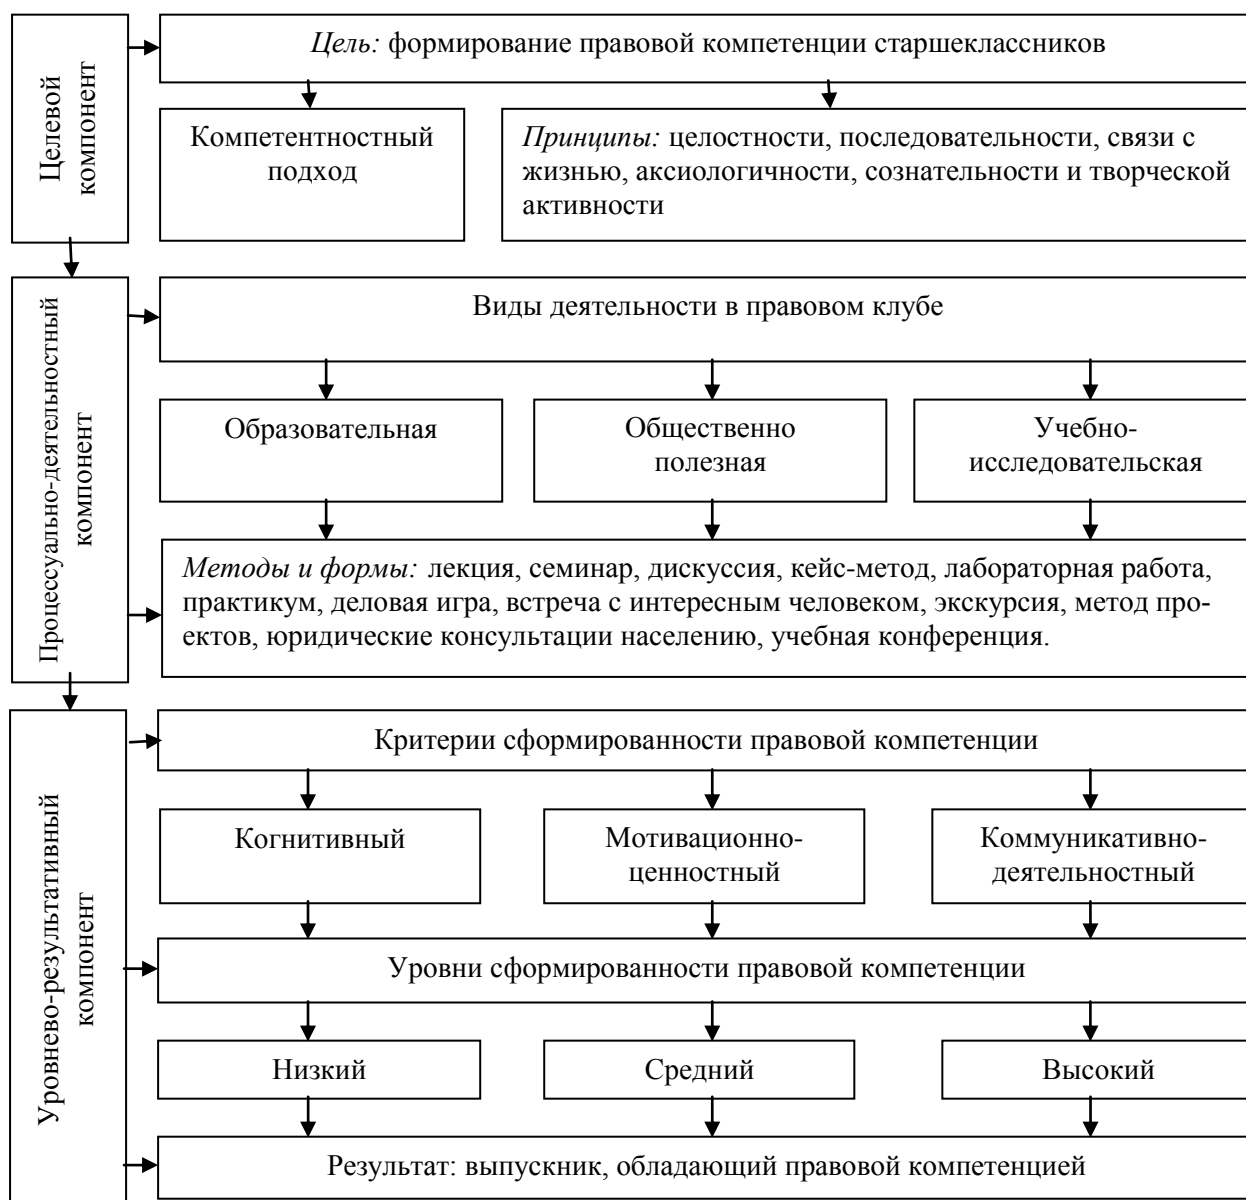 Целевой
компонент
Цель: формирование правовой компетенции старшеклассников
Компетентностный
подход
Принципы: целостности, последовательности, связи с
жизнью, аксиологичности, сознательности и творческой
активности
Процессуально-деятельностный
компонент
Виды деятельности в правовом клубе
Образовательная
Общественно
полезная
Учебно-
исследовательская
Методы и формы: лекция, семинар, дискуссия, кейс-метод, лабораторная работа,
практикум, деловая игра, встреча с интересным человеком, экскурсия, метод про-
ектов, юридические консультации населению, учебная конференция.
Уровнево-результативный
компонент
Критерии сформированности правовой компетенции
Когнитивный
Мотивационно-
ценностный
Коммуникативно-
деятельностный
Уровни сформированности правовой компетенции
Низкий
Средний
Высокий
Результат: выпускник, обладающий правовой компетенцией